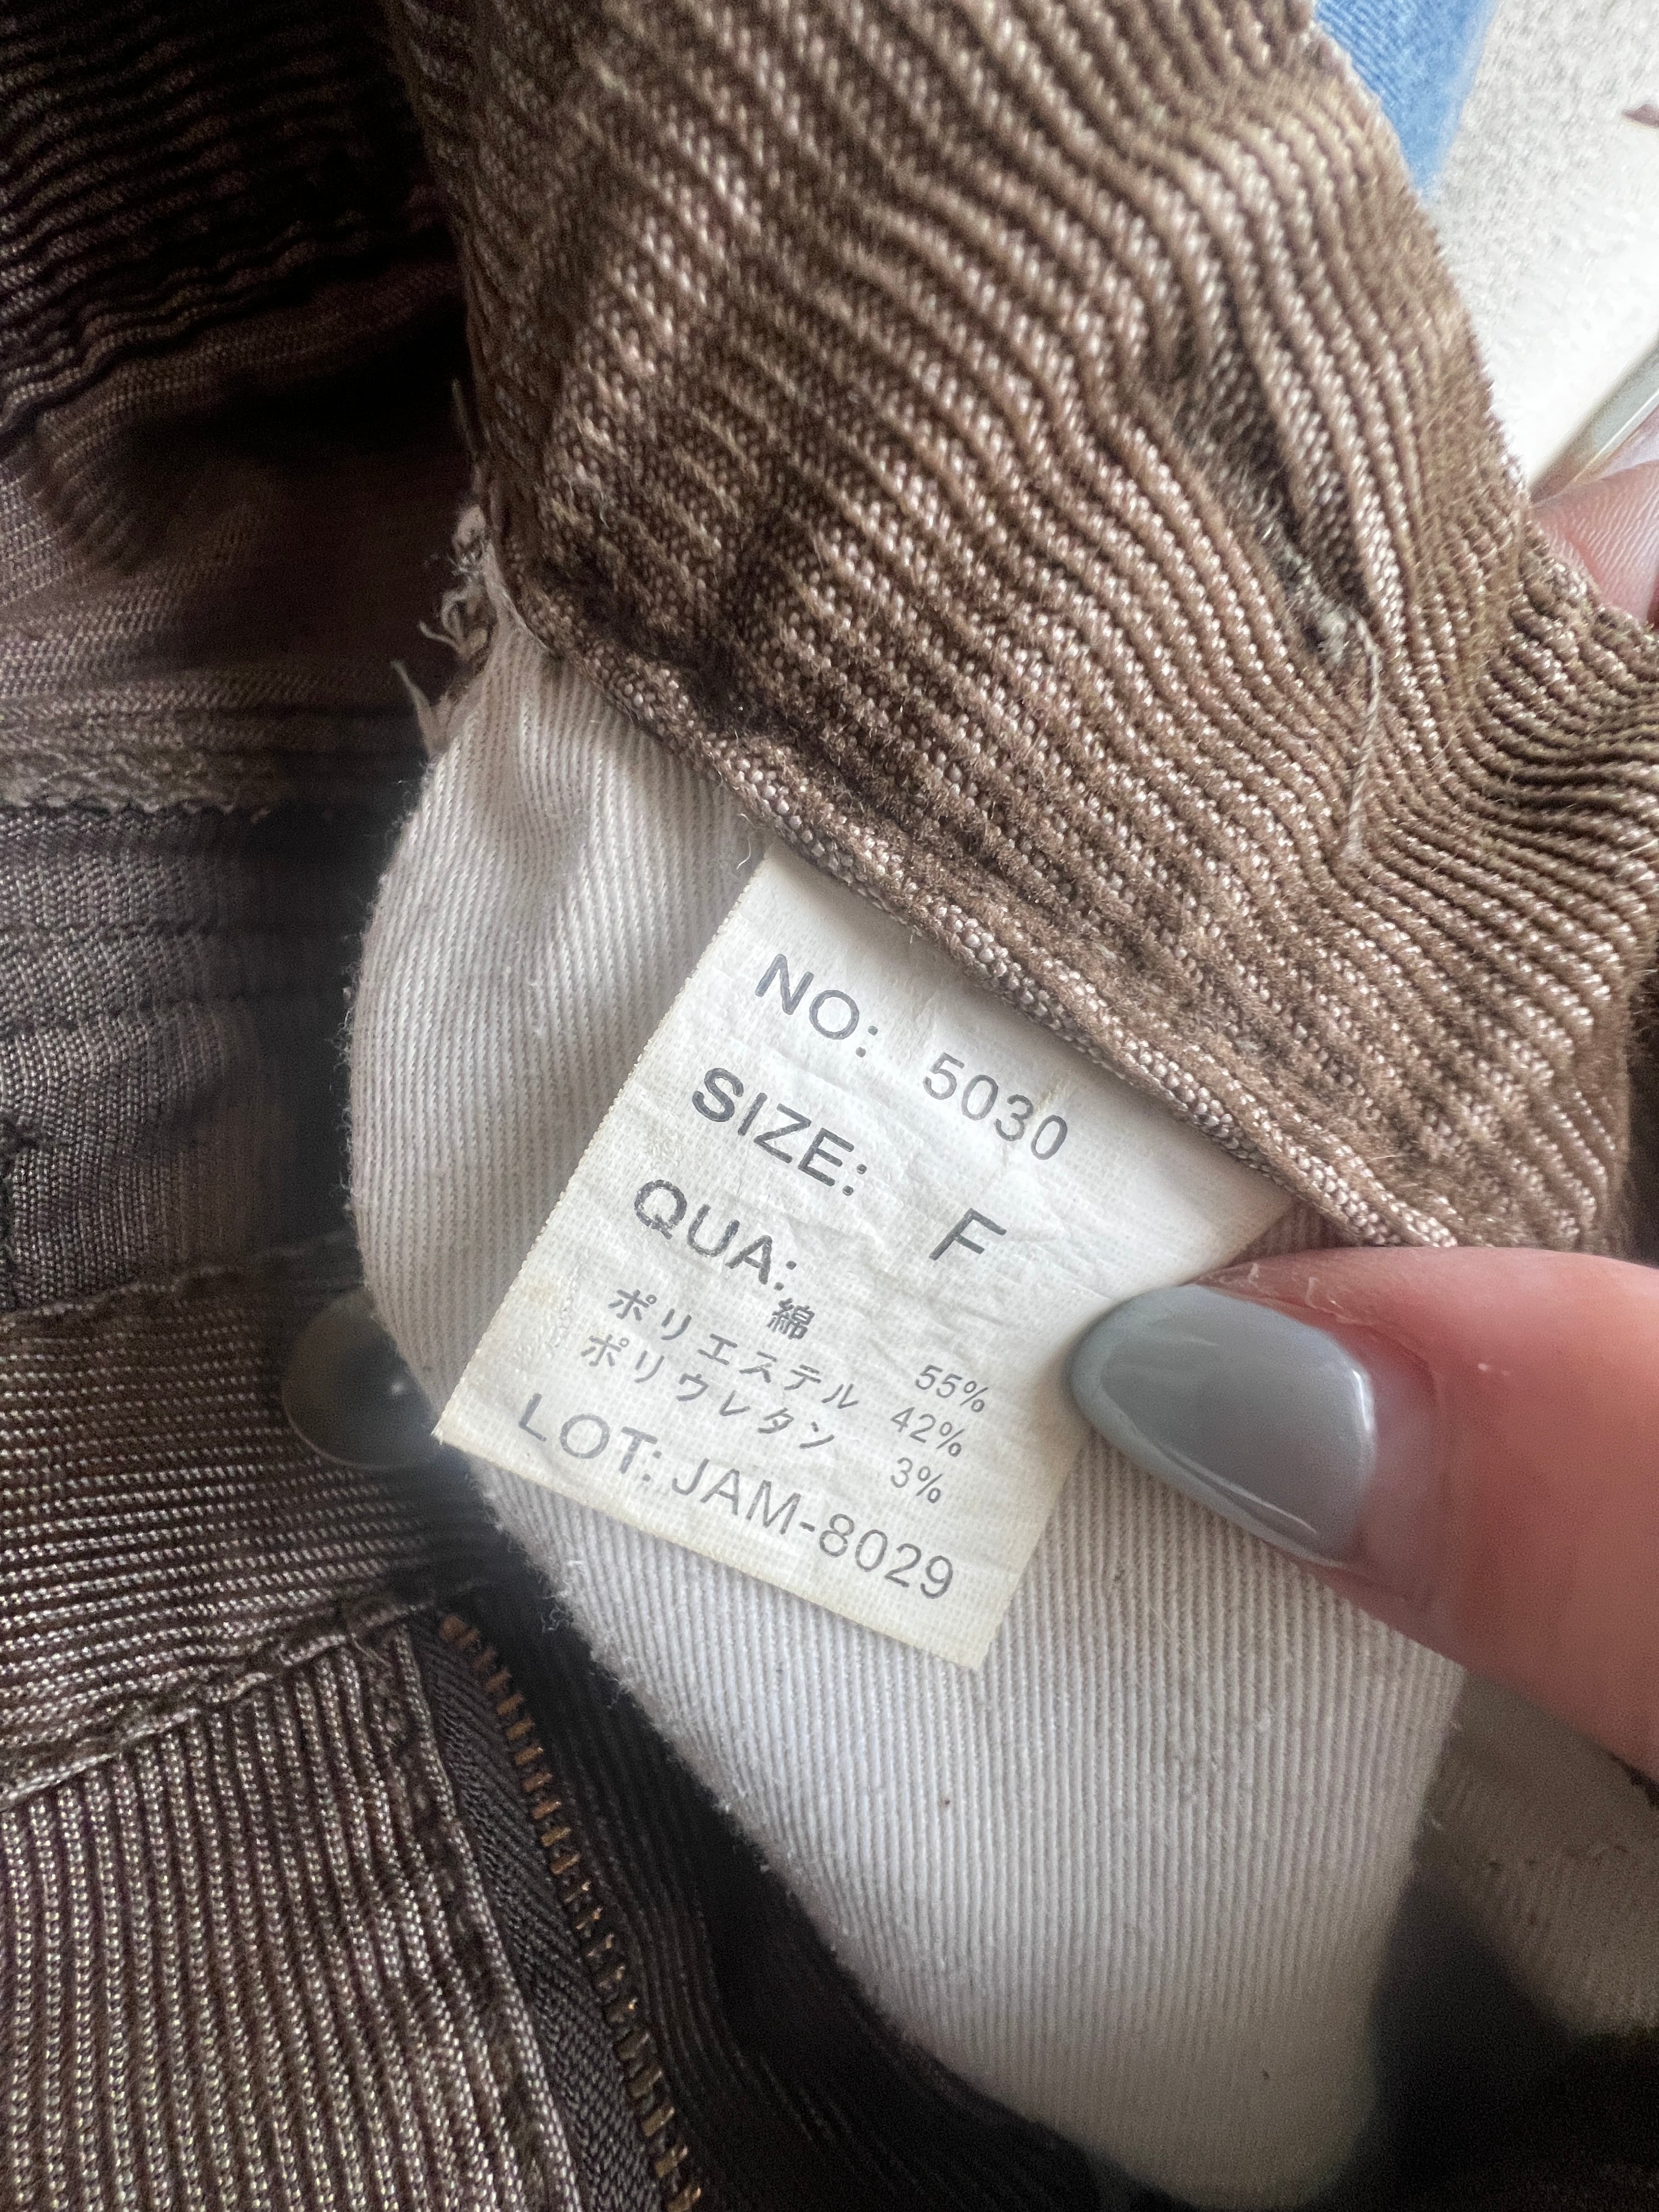 NO: 5030
SIZE: F
QUA:
綿 55%
ポリエステル 42%
ポリウレタン 3%
LOT: JAM-8029